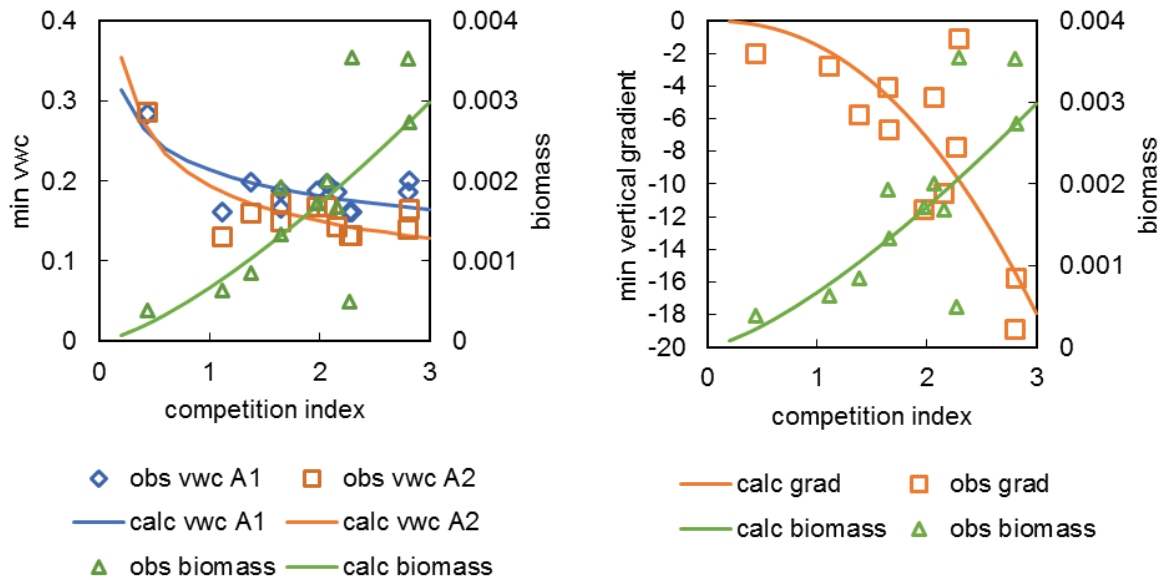 0.4
0.3
0.2
0.1
0
min vwc
0.004
0.003
0.002
0.001
0
biomass
0 1 2 3
competition index
obs vwc A1 obs vwc A2
calc vwc A1 calc vwc A2
obs biomass calc biomass
0
-2
-4
-6
-8
-10
-12
-14
-16
-18
-20
min vertical gradient
0.004
0.003
0.002
0.001
0
biomass
0 1 2 3
competition index
calc grad obs grad
calc biomass obs biomass